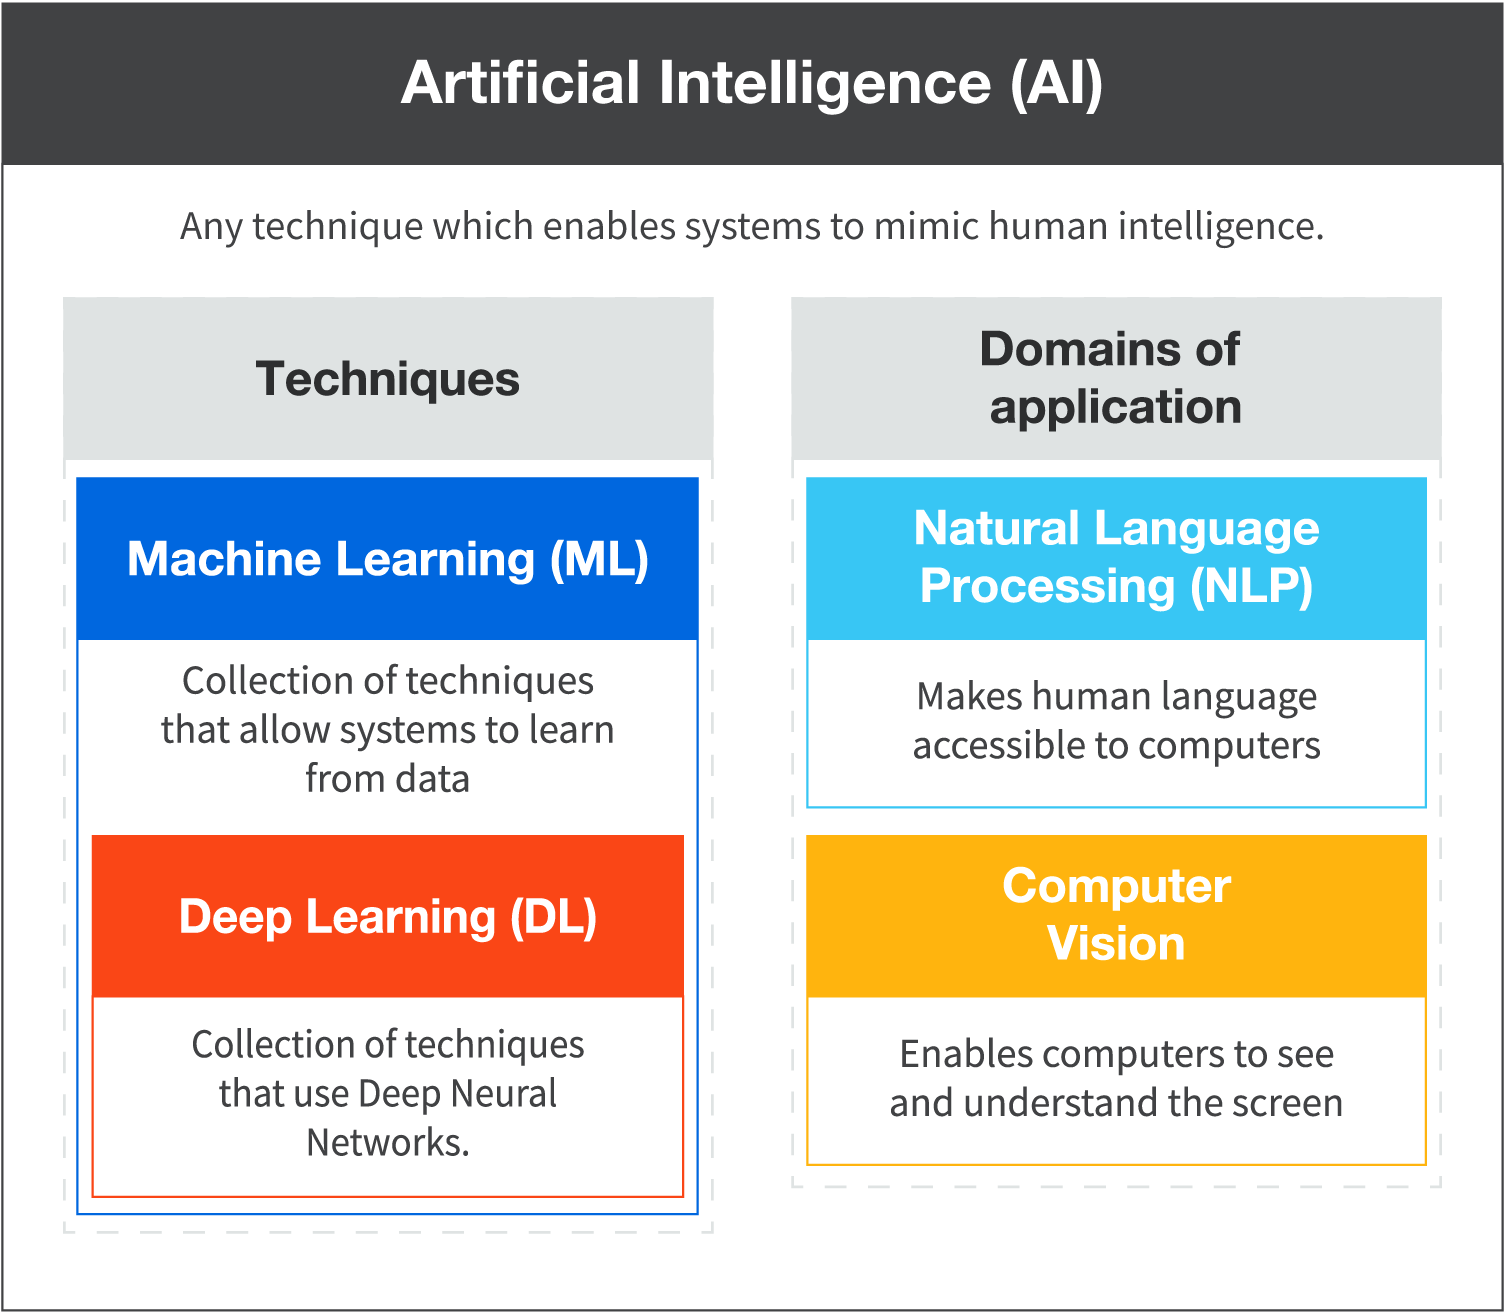 Artificial Intelligence (AI)
Any technique which enables systems to mimic human intelligence.
Techniques
Machine Learning (ML)
Collection of techniques
that allow systems to learn
from data
Deep Learning (DL)
Collection of techniques
that use Deep Neural
Networks.
Domains of
application
Natural Language
Processing (NLP)
Makes human language
accessible to computers
Computer
Vision
Enables computers to see
and understand the screen